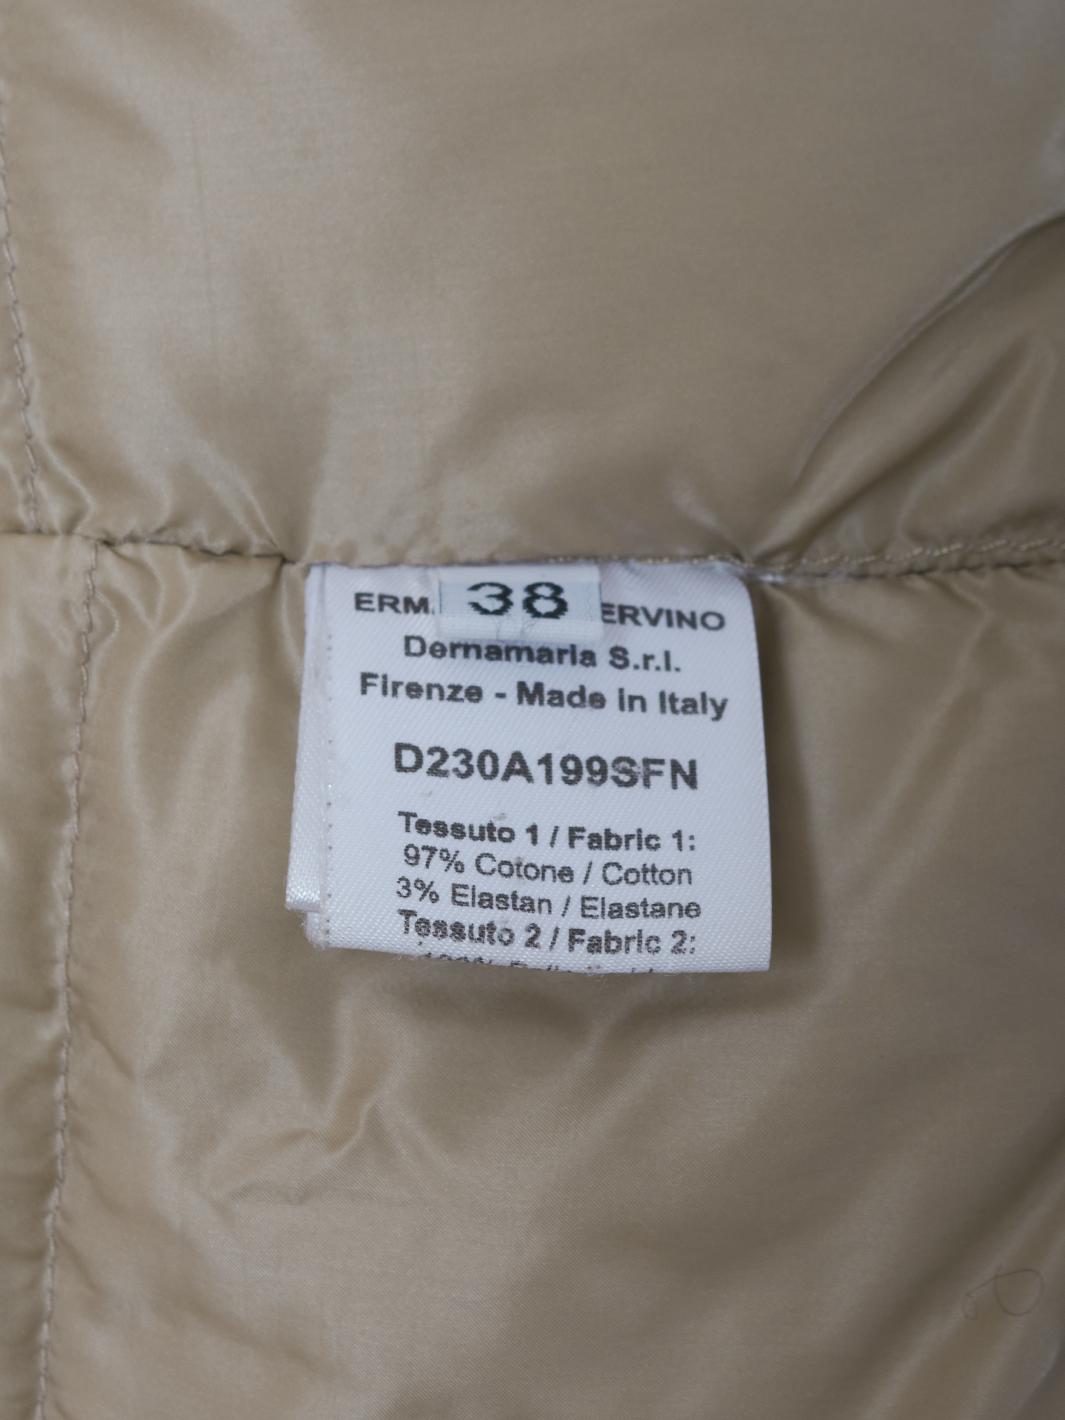 38
ERM ERVINO
Dernamaria S.r.l.
Firenze - Made in Italy
D230A199SFN
Tessuto 1 / Fabric 1:
97% Cotone / Cotton
3% Elastan / Elastane
Tessuto 2 / Fabric 2: